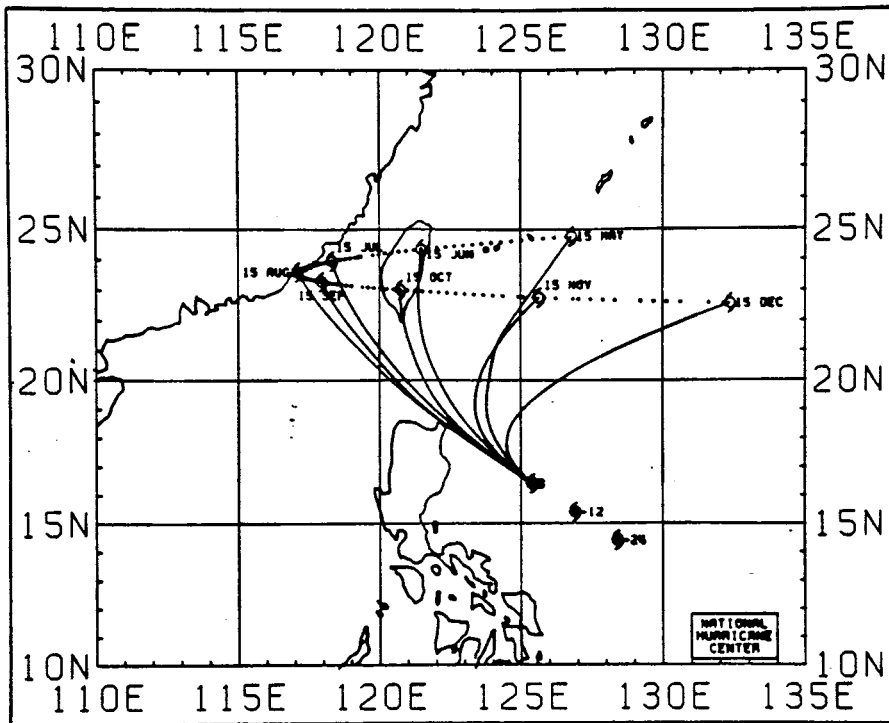 110E 115E 120E 125E 130E 135E
30N 30N
25N 25N
15 MAY
15 JUL
15 JUN
15 AUG
15 OCT
15 SEP
15 NOV
15 DEC
20N 20N
-12
15N 15N
-24
NATIONAL
HURRICANE
CENTER
10N 10N
110E 115E 120E 125E 130E 135E